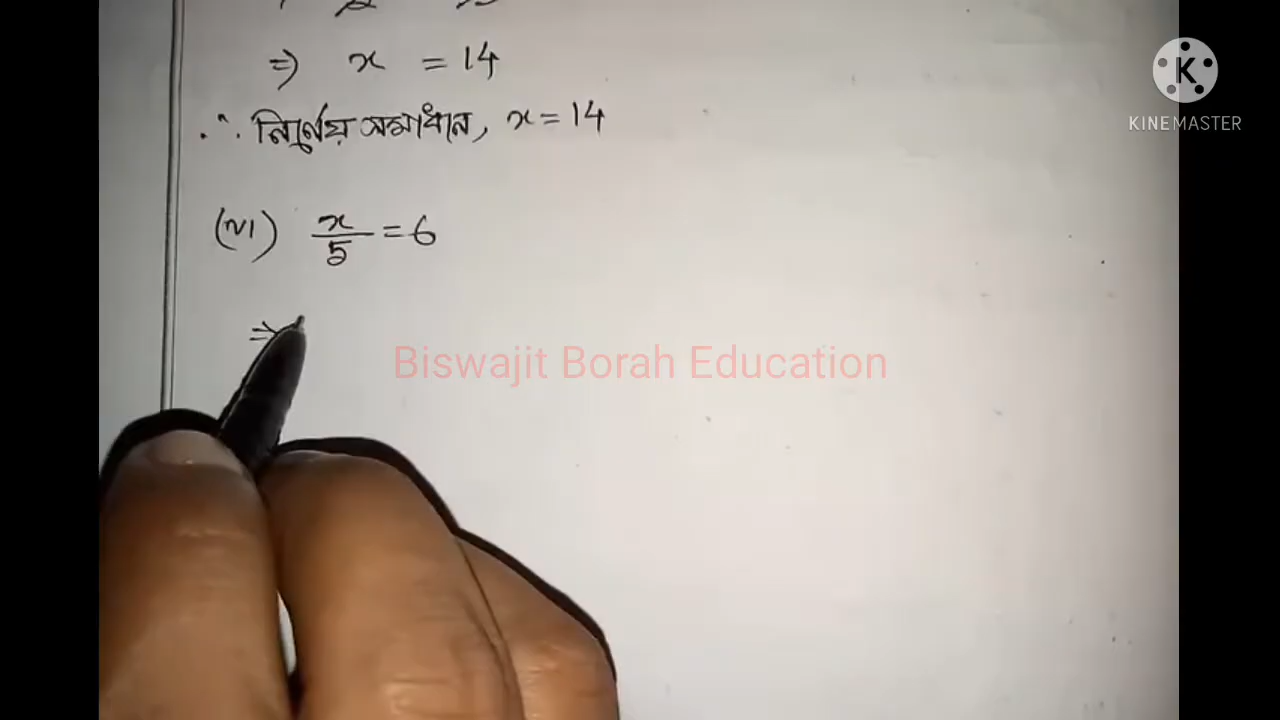 ⇒ x = 14
∴ নিৰ্ণেয় সমাধান, x = 14
(vi) x/5 = 6
⇒
Biswajit Borah Education
K
KINEMASTER